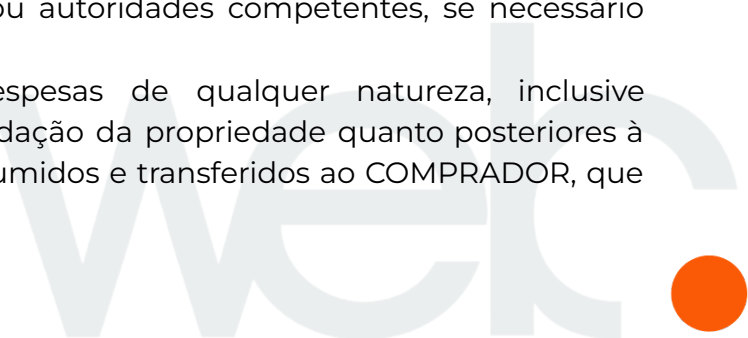 ou autoridades competentes, se necessário
espesas de qualquer natureza, inclusive
dação da propriedade quanto posteriores à
umidos e transferidos ao COMPRADOR, que
web